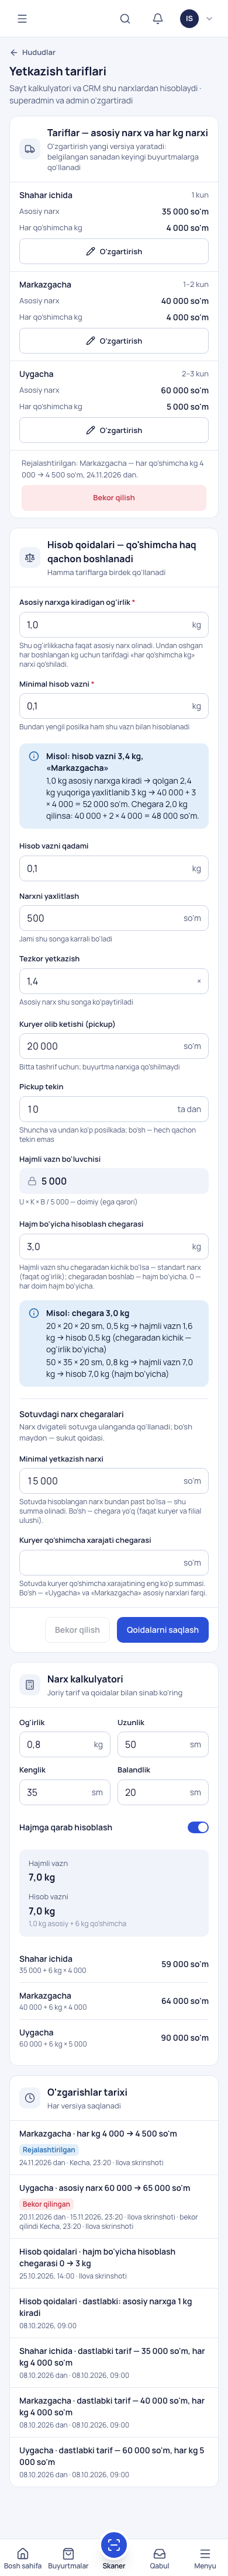 IS
Hududlar
Yetkazish tariflari
Sayt kalkulyatori va CRM shu narxlardan hisoblaydi ·
superadmin va admin o'zgartiradi
Tariflar — asosiy narx va har kg narxi
O'zgartirish yangi versiya yaratadi:
belgilangan sanadan keyingi buyurtmalarga
qo'llanadi
Shahar ichida 1 kun
Asosiy narx 35 000 so'm
Har qo'shimcha kg 4 000 so'm
O'zgartirish
Markazgacha 1–2 kun
Asosiy narx 40 000 so'm
Har qo'shimcha kg 4 000 so'm
O'zgartirish
Uygacha 2–3 kun
Asosiy narx 60 000 so'm
Har qo'shimcha kg 5 000 so'm
O'zgartirish
Rejalashtirilgan: Markazgacha — har qo'shimcha kg 4
000 → 4 500 so'm, 24.11.2026 dan.
Bekor qilish
Hisob qoidalari — qo'shimcha haq
qachon boshlanadi
Hamma tariflarga birdek qo'llanadi
Asosiy narxga kiradigan og'irlik *
1,0 kg
Shu og'irlikkacha faqat asosiy narx olinadi. Undan oshgan
har boshlangan kg uchun tarifdagi «har qo'shimcha kg»
narxi qo'shiladi.
Minimal hisob vazni *
0,1 kg
Bundan yengil posilka ham shu vazn bilan hisoblanadi
Misol: hisob vazni 3,4 kg,
«Markazgacha»
1,0 kg asosiy narxga kiradi → qolgan 2,4
kg yuqoriga yaxlitlanib 3 kg → 40 000 + 3
× 4 000 = 52 000 so'm. Chegara 2,0 kg
qilinsa: 40 000 + 2 × 4 000 = 48 000 so'm.
Hisob vazni qadami
0,1 kg
Narxni yaxlitlash
500 so'm
Jami shu songa karrali bo'ladi
Tezkor yetkazish
1,4 ×
Asosiy narx shu songa ko'paytiriladi
Kuryer olib ketishi (pickup)
20 000 so'm
Bitta tashrif uchun; buyurtma narxiga qo'shilmaydi
Pickup tekin
10 ta dan
Shuncha va undan ko'p posilkada; bo'sh — hech qachon
tekin emas
Hajmli vazn bo'luvchisi
5 000
U × K × B / 5 000 — doimiy (ega qarori)
Hajm bo'yicha hisoblash chegarasi
3,0 kg
Hajmli vazn shu chegaradan kichik bo'lsa — standart narx
(faqat og'irlik); chegaradan boshlab — hajm bo'yicha. 0 —
har doim hajm bo'yicha.
Misol: chegara 3,0 kg
20 × 20 × 20 sm, 0,5 kg → hajmli vazn 1,6
kg → hisob 0,5 kg (chegaradan kichik —
og'irlik bo'yicha)
50 × 35 × 20 sm, 0,8 kg → hajmli vazn 7,0
kg → hisob 7,0 kg (hajm bo'yicha)
Sotuvdagi narx chegaralari
Narx dvigateli sotuvga ulanganda qo'llanadi; bo'sh
maydon — sukut qoidasi.
Minimal yetkazish narxi
15 000 so'm
Sotuvda hisoblangan narx bundan past bo'lsa — shu
summa olinadi. Bo'sh — chegara yo'q (faqat kuryer va filial
ulushi).
Kuryer qo'shimcha xarajati chegarasi
so'm
Sotuvda kuryer qo'shimcha xarajatining eng ko'p summasi.
Bo'sh — «Uygacha» va «Markazgacha» asosiy narxlari farqi.
Bekor qilish Qoidalarni saqlash
Narx kalkulyatori
Joriy tarif va qoidalar bilan sinab ko'ring
Og'irlik Uzunlik
0,8 kg 50 sm
Kenglik Balandlik
35 sm 20 sm
Hajmga qarab hisoblash
Hajmli vazn
7,0 kg
Hisob vazni
7,0 kg
1,0 kg asosiy + 6 kg qo'shimcha
Shahar ichida 59 000 so'm
35 000 + 6 kg × 4 000
Markazgacha 64 000 so'm
40 000 + 6 kg × 4 000
Uygacha 90 000 so'm
60 000 + 6 kg × 5 000
O'zgarishlar tarixi
Har versiya saqlanadi
Markazgacha · har kg 4 000 → 4 500 so'm
Rejalashtirilgan
24.11.2026 dan · Kecha, 23:20 · Ilova skrinshoti
Uygacha · asosiy narx 60 000 → 65 000 so'm
Bekor qilingan
20.11.2026 dan · 15.11.2026, 23:20 · Ilova skrinshoti · bekor
qilindi Kecha, 23:20 · Ilova skrinshoti
Hisob qoidalari · hajm bo'yicha hisoblash
chegarasi 0 → 3 kg
25.10.2026, 14:00 · Ilova skrinshoti
Hisob qoidalari · dastlabki: asosiy narxga 1 kg
kiradi
08.10.2026, 09:00
Shahar ichida · dastlabki tarif — 35 000 so'm, har
kg 4 000 so'm
08.10.2026 dan · 08.10.2026, 09:00
Markazgacha · dastlabki tarif — 40 000 so'm, har
kg 4 000 so'm
08.10.2026 dan · 08.10.2026, 09:00
Uygacha · dastlabki tarif — 60 000 so'm, har kg 5
000 so'm
08.10.2026 dan · 08.10.2026, 09:00
Bosh sahifa Buyurtmalar Skaner Qabul Menyu